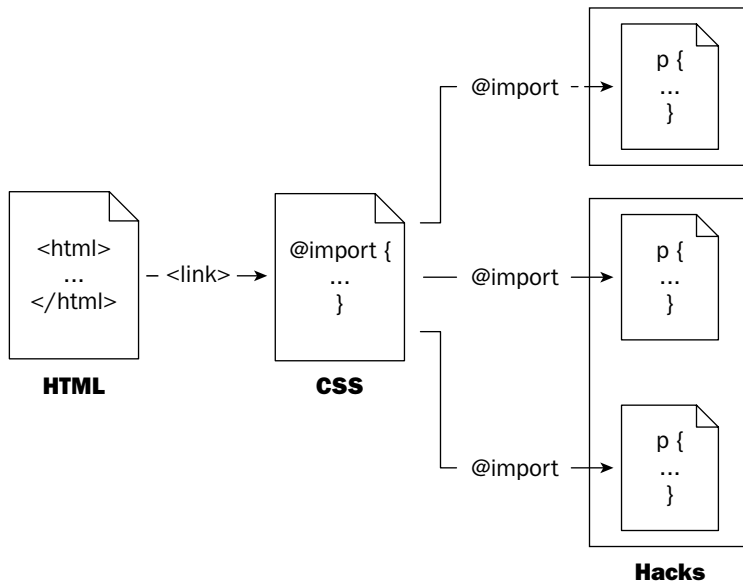 <html>
...
</html>
HTML
<link>
@import {
...
}
CSS
@import
p {
...
}
@import
p {
...
}
@import
p {
...
}
Hacks